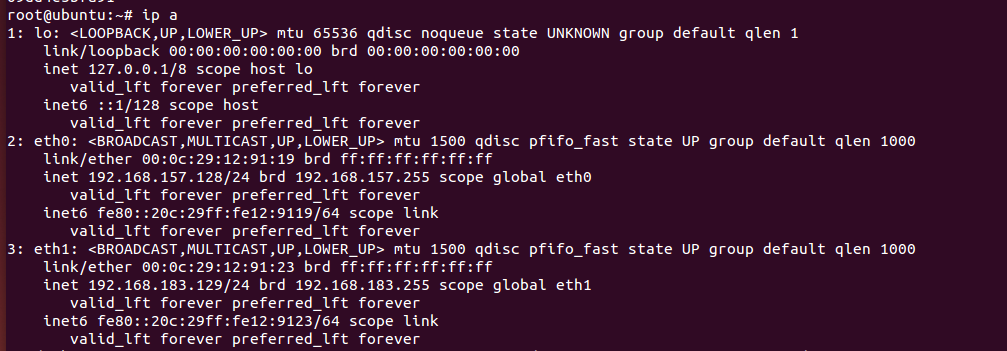 root@ubuntu:~# ip a
1: lo: <LOOPBACK,UP,LOWER_UP> mtu 65536 qdisc noqueue state UNKNOWN group default qlen 1
    link/loopback 00:00:00:00:00:00 brd 00:00:00:00:00:00
    inet 127.0.0.1/8 scope host lo
       valid_lft forever preferred_lft forever
    inet6 ::1/128 scope host
       valid_lft forever preferred_lft forever
2: eth0: <BROADCAST,MULTICAST,UP,LOWER_UP> mtu 1500 qdisc pfifo_fast state UP group default qlen 1000
    link/ether 00:0c:29:12:91:19 brd ff:ff:ff:ff:ff:ff
    inet 192.168.157.128/24 brd 192.168.157.255 scope global eth0
       valid_lft forever preferred_lft forever
    inet6 fe80::20c:29ff:fe12:9119/64 scope link
       valid_lft forever preferred_lft forever
3: eth1: <BROADCAST,MULTICAST,UP,LOWER_UP> mtu 1500 qdisc pfifo_fast state UP group default qlen 1000
    link/ether 00:0c:29:12:91:23 brd ff:ff:ff:ff:ff:ff
    inet 192.168.183.129/24 brd 192.168.183.255 scope global eth1
       valid_lft forever preferred_lft forever
    inet6 fe80::20c:29ff:fe12:9123/64 scope link
       valid_lft forever preferred_lft forever